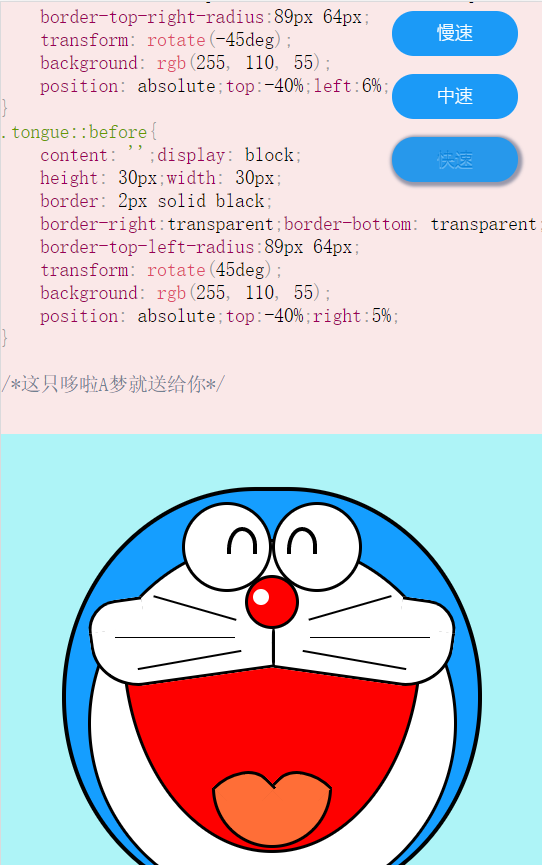 border-top-right-radius:89px 64px;
transform: rotate(-45deg);
background: rgb(255, 110, 55);
position: absolute;top:-40%;left:6%;
}
.tongue::before{
content: '';display: block;
height: 30px;width: 30px;
border: 2px solid black;
border-right:transparent;border-bottom: transparent;
border-top-left-radius:89px 64px;
transform: rotate(45deg);
background: rgb(255, 110, 55);
position: absolute;top:-40%;right:5%;
}
/*这只哆啦A梦就送给你*/
慢速
中速
快速